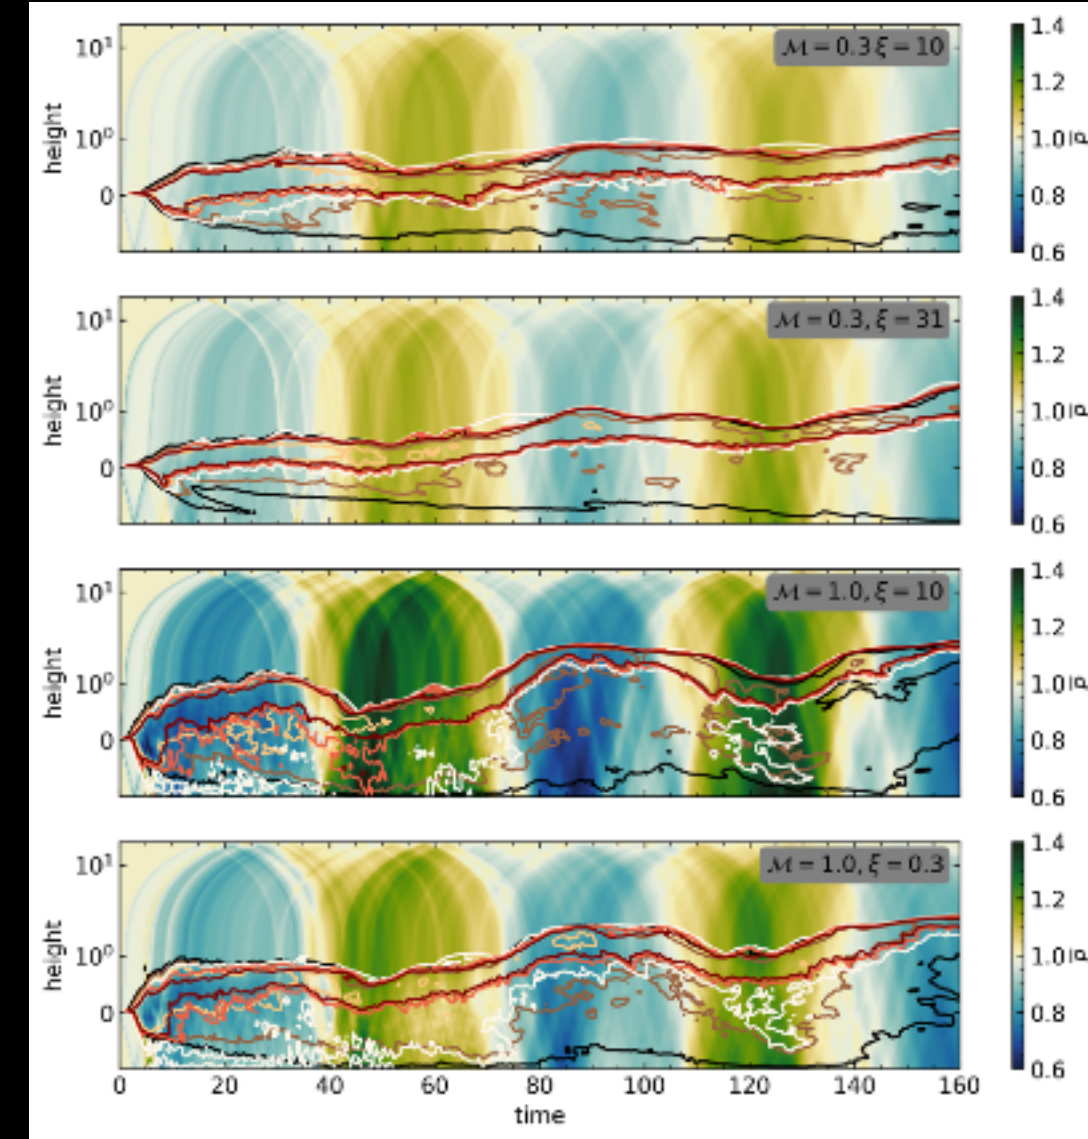 10¹
10⁰
0
height
ℳ = 0.3 ξ = 10
1.4
1.2
1.0
0.8
0.6
p̄
10¹
10⁰
0
height
ℳ = 0.3, ξ = 31
1.4
1.2
1.0
0.8
0.6
p̄
10¹
10⁰
0
height
ℳ = 1.0, ξ = 10
1.4
1.2
1.0
0.8
0.6
p̄
10¹
10⁰
0
height
ℳ = 1.0, ξ = 0.3
1.4
1.2
1.0
0.8
0.6
p̄
0 20 40 60 80 100 120 140 160
time